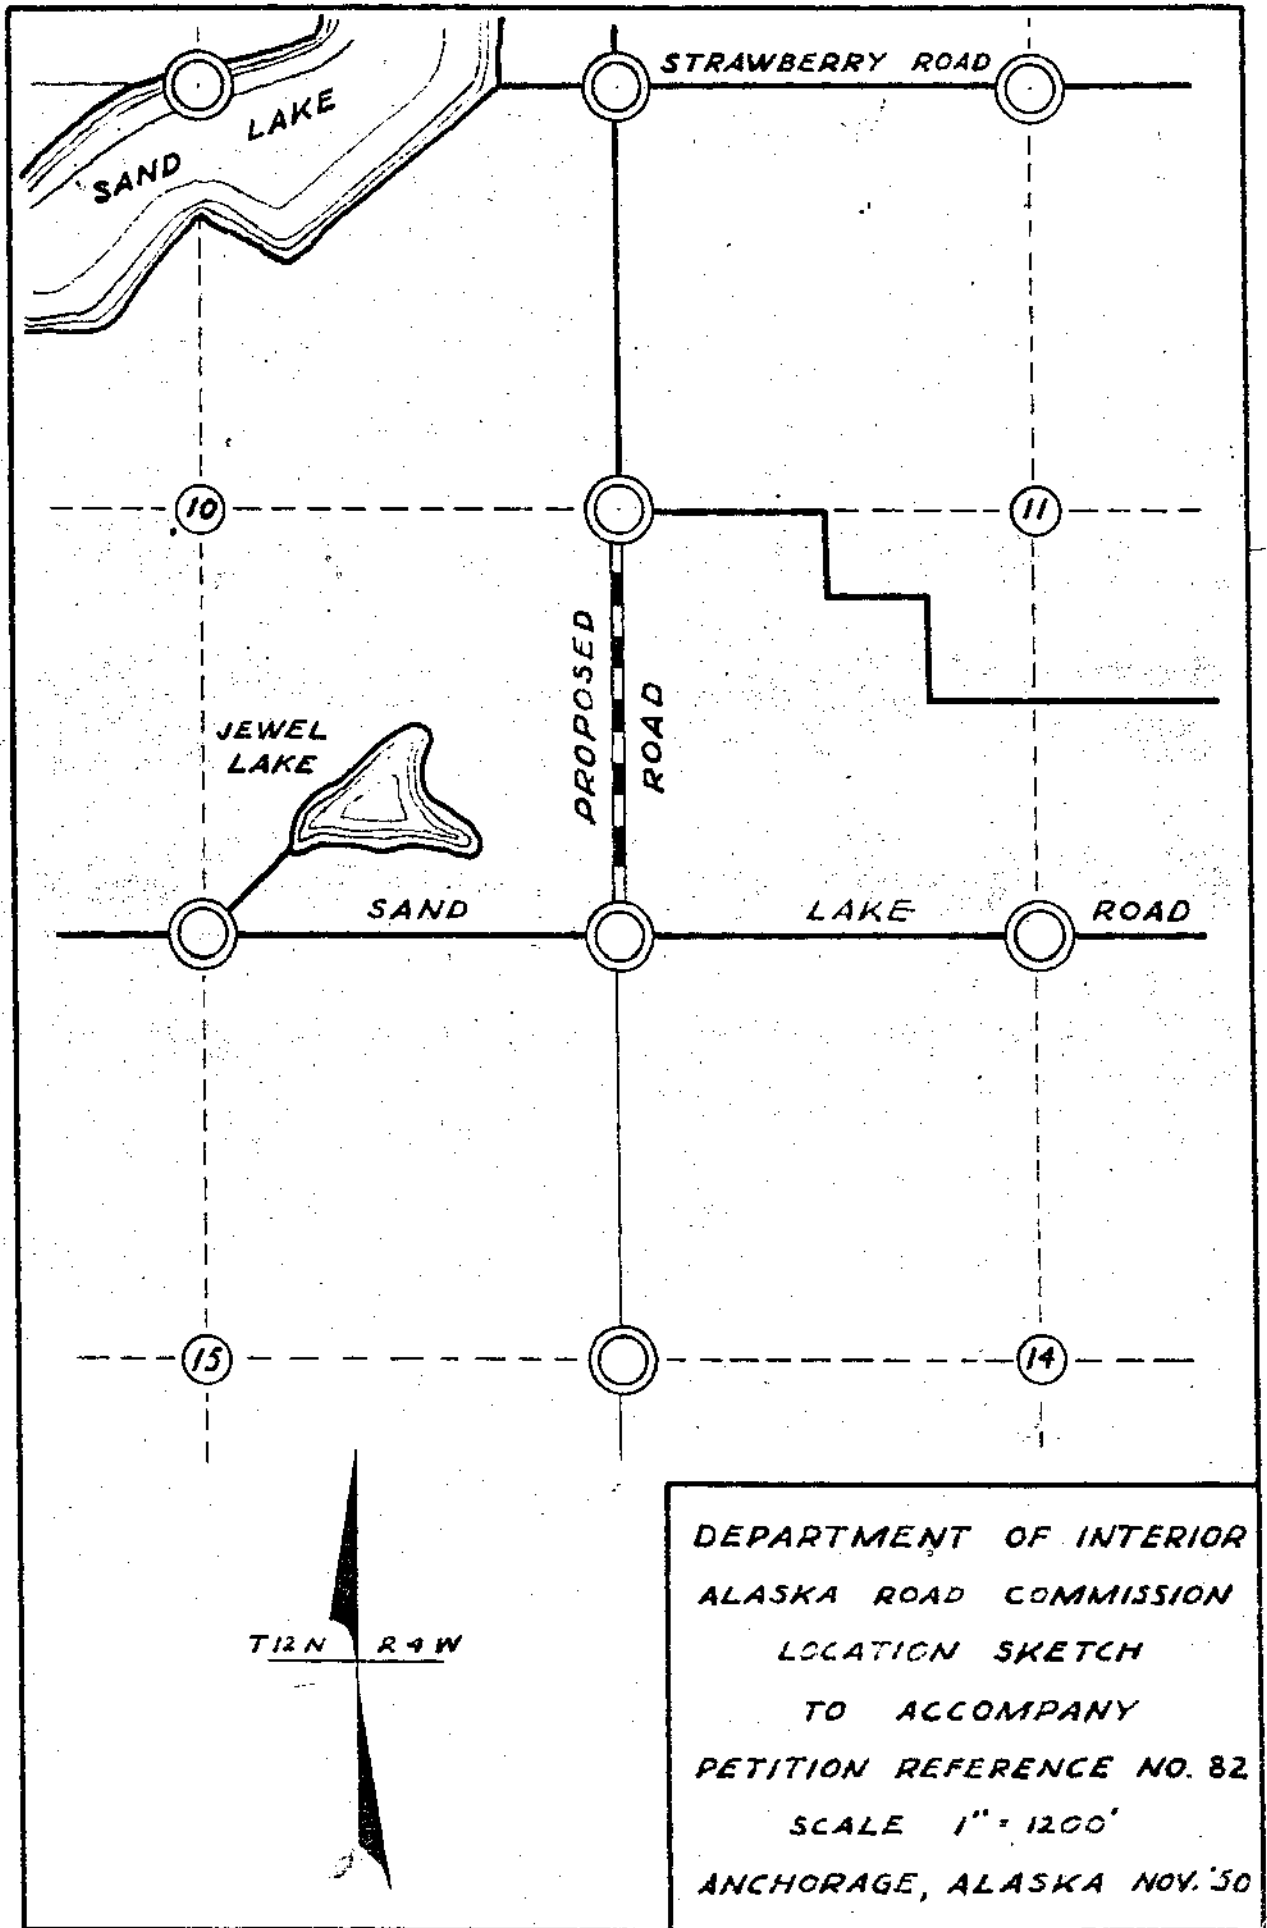 STRAWBERRY ROAD
SAND LAKE
10
11
PROPOSED
ROAD
JEWEL
LAKE
SAND LAKE ROAD
15
14
T12N R4W
DEPARTMENT OF INTERIOR
ALASKA ROAD COMMISSION
LOCATION SKETCH
TO ACCOMPANY
PETITION REFERENCE NO. 82
SCALE 1" = 1200'
ANCHORAGE, ALASKA NOV. '50